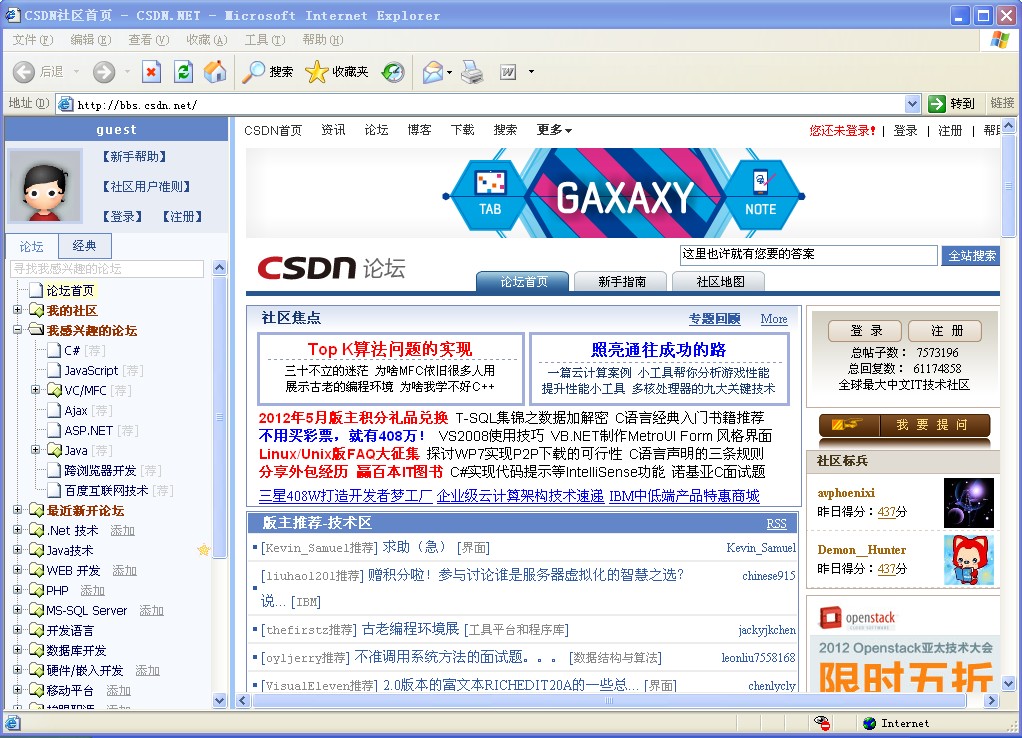 CSDN社区首页 - CSDN.NET - Microsoft Internet Explorer
文件(F) 编辑(E) 查看(V) 收藏(A) 工具(T) 帮助(H)
后退 搜索 收藏夹
地址(D) http://bbs.csdn.net/ 转到 链接
guest
【新手帮助】
【社区用户准则】
【登录】 【注册】
论坛 经典
寻找我感兴趣的论坛
论坛首页
我的社区
我感兴趣的论坛
C# [荐]
JavaScript [荐]
VC/MFC [荐]
Ajax [荐]
ASP.NET [荐]
Java [荐]
跨浏览器开发 [荐]
百度互联网技术 [荐]
最近新开论坛
.Net 技术 添加
Java技术
WEB 开发 添加
PHP 添加
MS-SQL Server 添加
开发语言
数据库开发
硬件/嵌入开发 添加
移动平台 添加
CSDN首页 资讯 论坛 博客 下载 搜索 更多
您还未登录! | 登录 | 注册 | 帮
TAB GAXAXY NOTE
CSDN 论坛
这里也许就有您要的答案 全站搜索
论坛首页 新手指南 社区地图
社区焦点 专题回顾 More
Top K算法问题的实现
三十不立的迷茫 为啥MFC依旧很多人用
展示古老的编程环境 为啥我学不好C++
照亮通往成功的路
一篇云计算案例 小工具帮你分析游戏性能
提升性能小工具 多核处理器的九大关键技术
2012年5月版主积分礼品兑换 T-SQL集锦之数据加解密 C语言经典入门书籍推荐
不用买彩票，就有408万! VS2008使用技巧 VB.NET制作MetroUI Form 风格界面
Linux/Unix版FAQ大征集 探讨WP7实现P2P下载的可行性 C语言声明的三条规则
分享外包经历 赢百本IT图书 C#实现代码提示等IntelliSense功能 诺基亚C面试题
三星408W打造开发者梦工厂 企业级云计算架构技术速递 IBM中低端产品特惠商城
版主推荐-技术区 RSS
[Kevin_Samuel推荐] 求助（急） [界面] Kevin_Samuel
[liuhao1201推荐] 赠积分啦! 参与讨论谁是服务器虚拟化的智慧之选? chinese915
说... [IBM]
[thefirstz推荐] 古老编程环境展 [工具平台和程序库] jackyjkchen
[oyljerry推荐] 不准调用系统方法的面试题。。。 [数据结构与算法] leonliu7558168
[VisualEleven推荐] 2.0版本的富文本RICHEDIT20A的一些总... [界面] chenlycly
登 录 注 册
总帖子数： 7573196
总回复数： 61174858
全球最大中文IT技术社区
我 要 提 问
社区标兵
avphoenixi
昨日得分：437分
Demon__Hunter
昨日得分：437分
openstack
CLOUD SOFTWARE
2012 Openstack亚太技术大会
限时五折
Internet